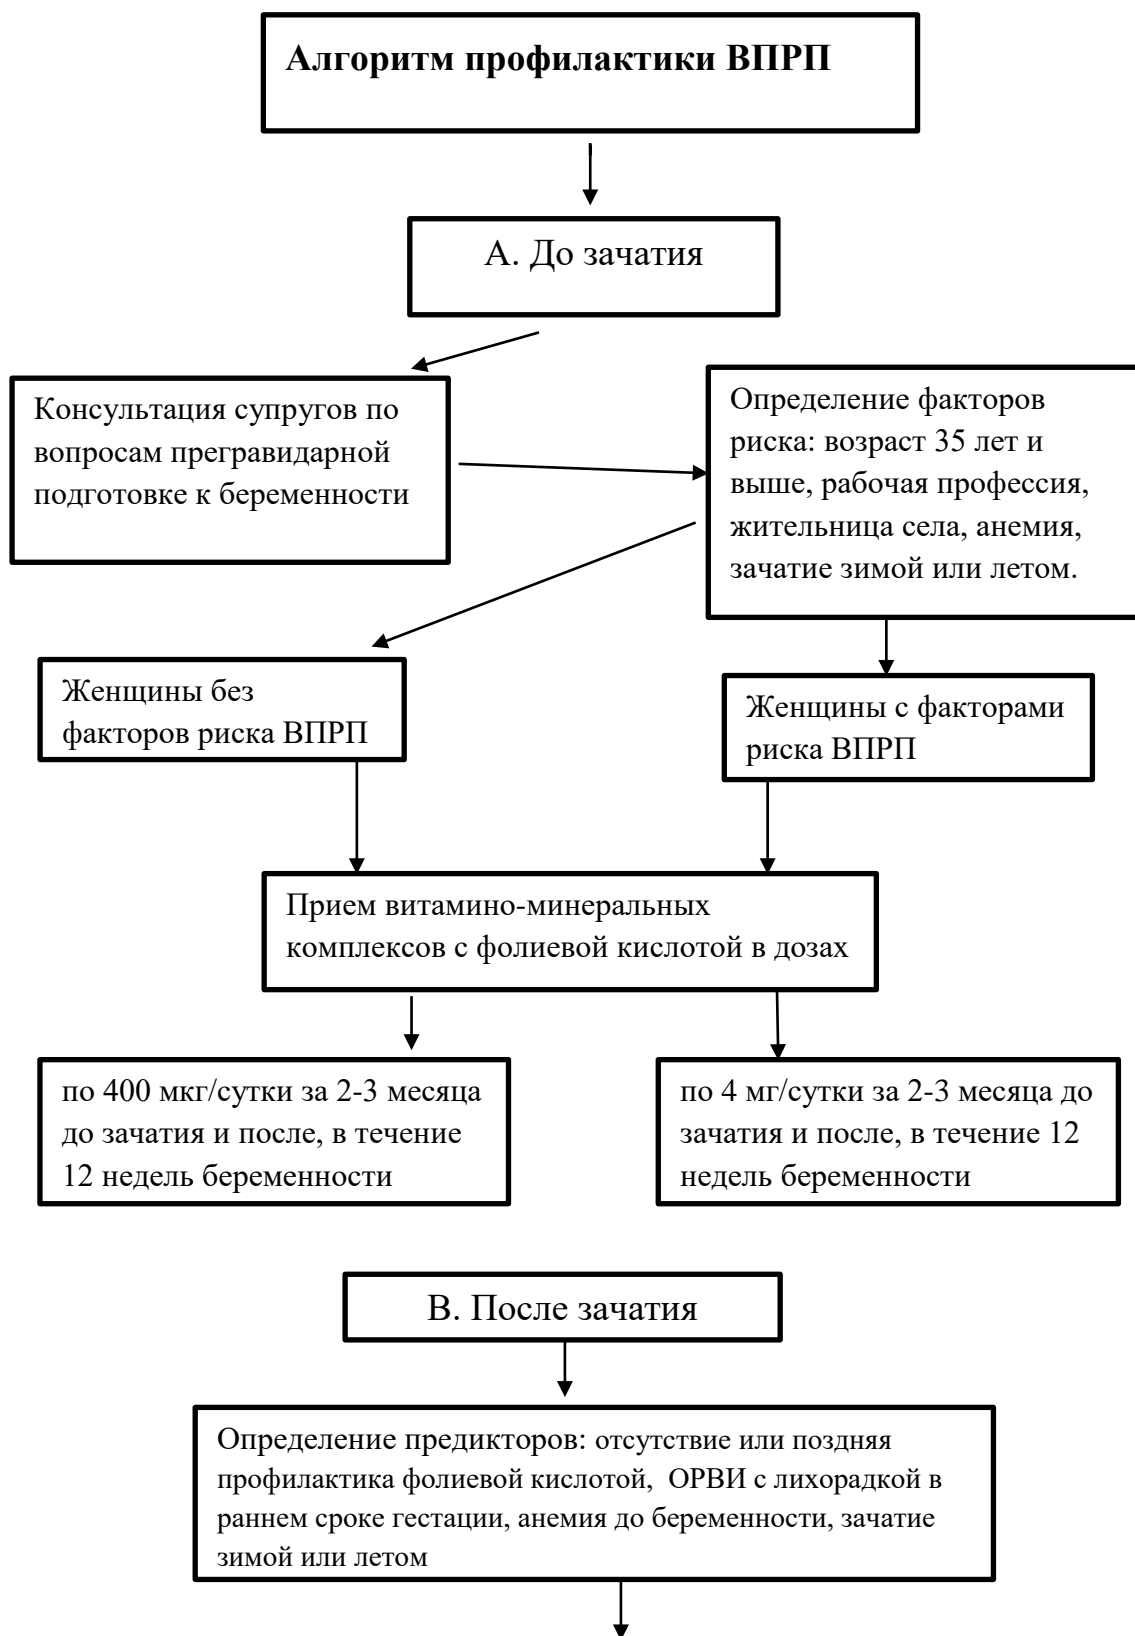 Алгоритм профилактики ВПРП
А. До зачатия
Консультация супругов по
вопросам прегравидарной
подготовке к беременности
Определение факторов
риска: возраст 35 лет и
выше, рабочая профессия,
жительница села, анемия,
зачатие зимой или летом.
Женщины без
факторов риска ВПРП
Женщины с факторами
риска ВПРП
Прием витамино-минеральных
комплексов с фолиевой кислотой в дозах
по 400 мкг/сутки за 2-3 месяца
до зачатия и после, в течение
12 недель беременности
по 4 мг/сутки за 2-3 месяца до
зачатия и после, в течение 12
недель беременности
В. После зачатия
Определение предикторов: отсутствие или поздняя
профилактика фолиевой кислотой, ОРВИ с лихорадкой в
раннем сроке гестации, анемия до беременности, зачатие
зимой или летом